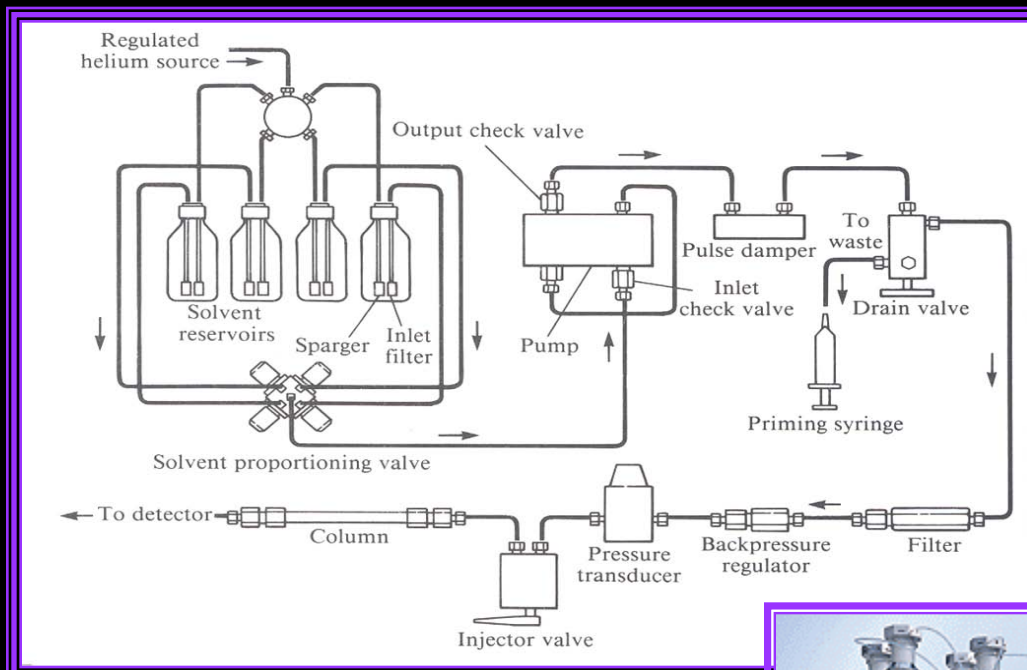 Regulated
helium source
Output check valve
To
waste
Pulse damper
Inlet
check valve
Drain valve
Solvent
reservoirs
Sparger
Inlet
filter
Pump
Priming syringe
Solvent proportioning valve
To detector
Column
Pressure
transducer
Backpressure
regulator
Filter
Injector valve